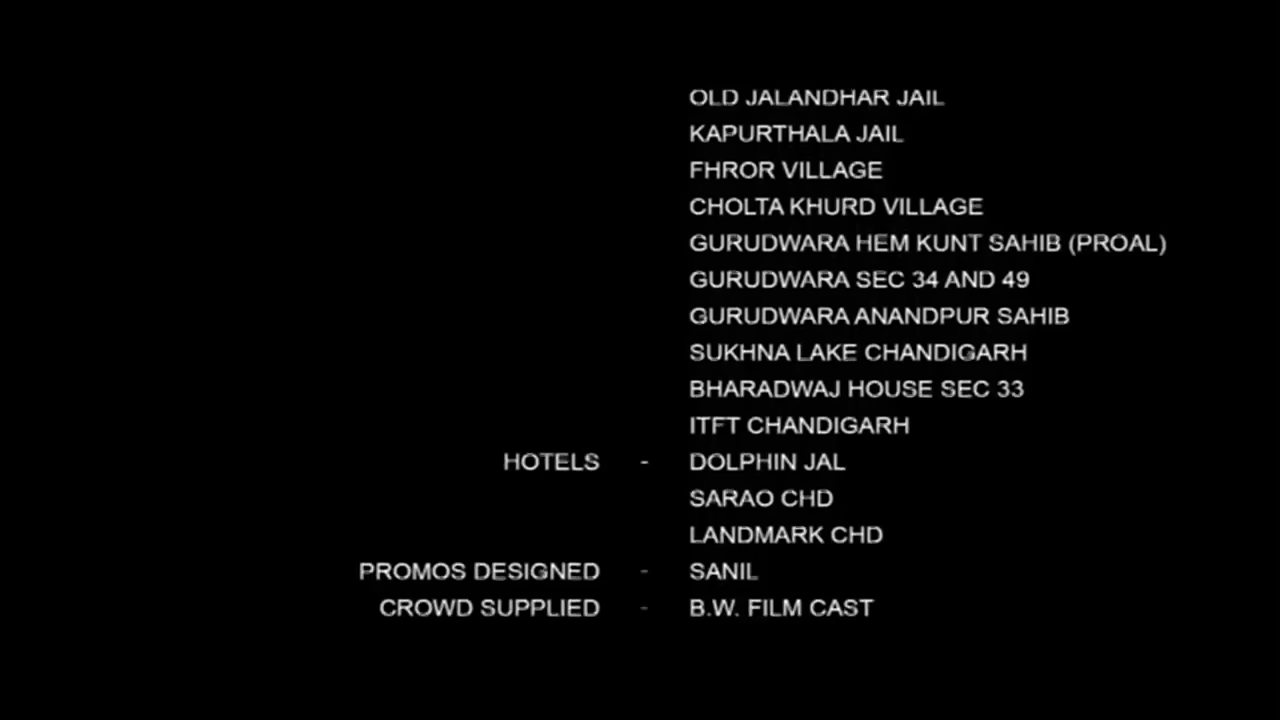 OLD JALANDHAR JAIL
KAPURTHALA JAIL
FHROR VILLAGE
CHOLTA KHURD VILLAGE
GURUDWARA HEM KUNT SAHIB (PROAL)
GURUDWARA SEC 34 AND 49
GURUDWARA ANANDPUR SAHIB
SUKHNA LAKE CHANDIGARH
BHARADWAJ HOUSE SEC 33
ITFT CHANDIGARH
HOTELS - DOLPHIN JAL
SARAO CHD
LANDMARK CHD
PROMOS DESIGNED - SANIL
CROWD SUPPLIED - B.W. FILM CAST